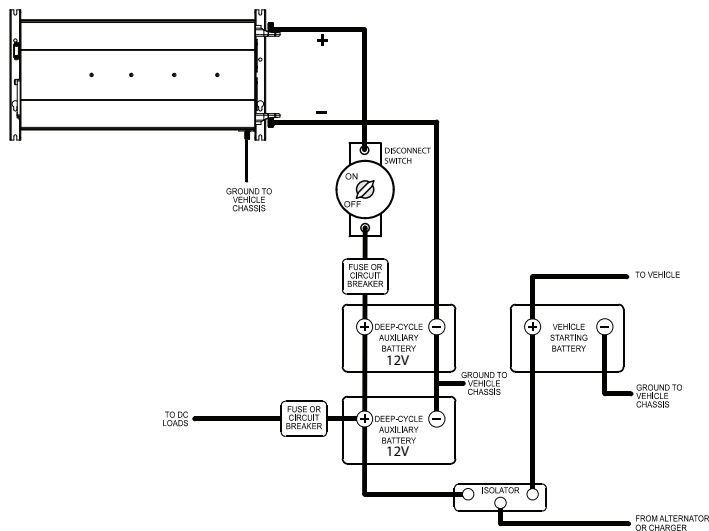 +
−
DISCONNECT
SWITCH
ON
OFF
GROUND TO
VEHICLE
CHASSIS
FUSE OR
CIRCUIT
BREAKER
TO VEHICLE
+
DEEP-CYCLE
AUXILIARY
BATTERY
12V
−
+
VEHICLE
STARTING
BATTERY
−
GROUND TO
VEHICLE
CHASSIS
GROUND TO
VEHICLE
CHASSIS
TO DC
LOADS
FUSE OR
CIRCUIT
BREAKER
+
DEEP-CYCLE
AUXILIARY
BATTERY
12V
−
ISOLATOR
FROM ALTERNATOR
OR CHARGER